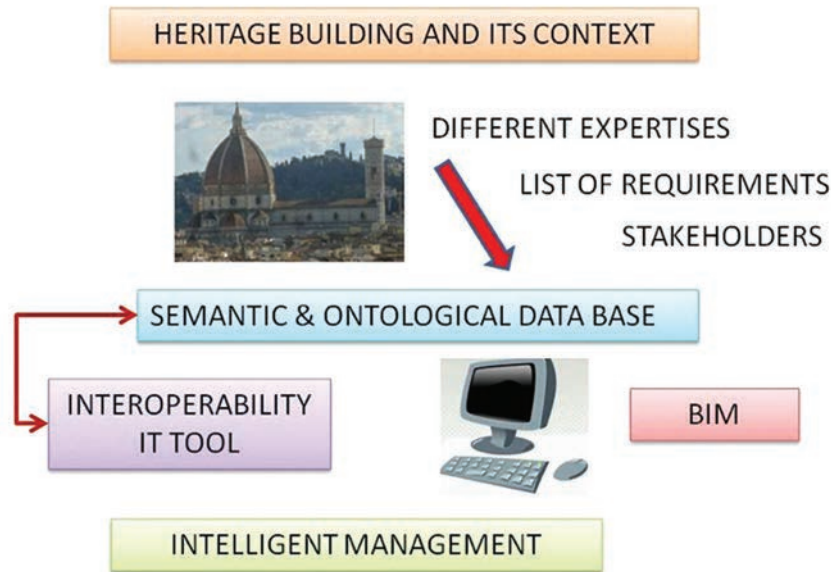 HERITAGE BUILDING AND ITS CONTEXT
DIFFERENT EXPERTISES
LIST OF REQUIREMENTS
STAKEHOLDERS
SEMANTIC & ONTOLOGICAL DATA BASE
INTEROPERABILITY
IT TOOL
BIM
INTELLIGENT MANAGEMENT